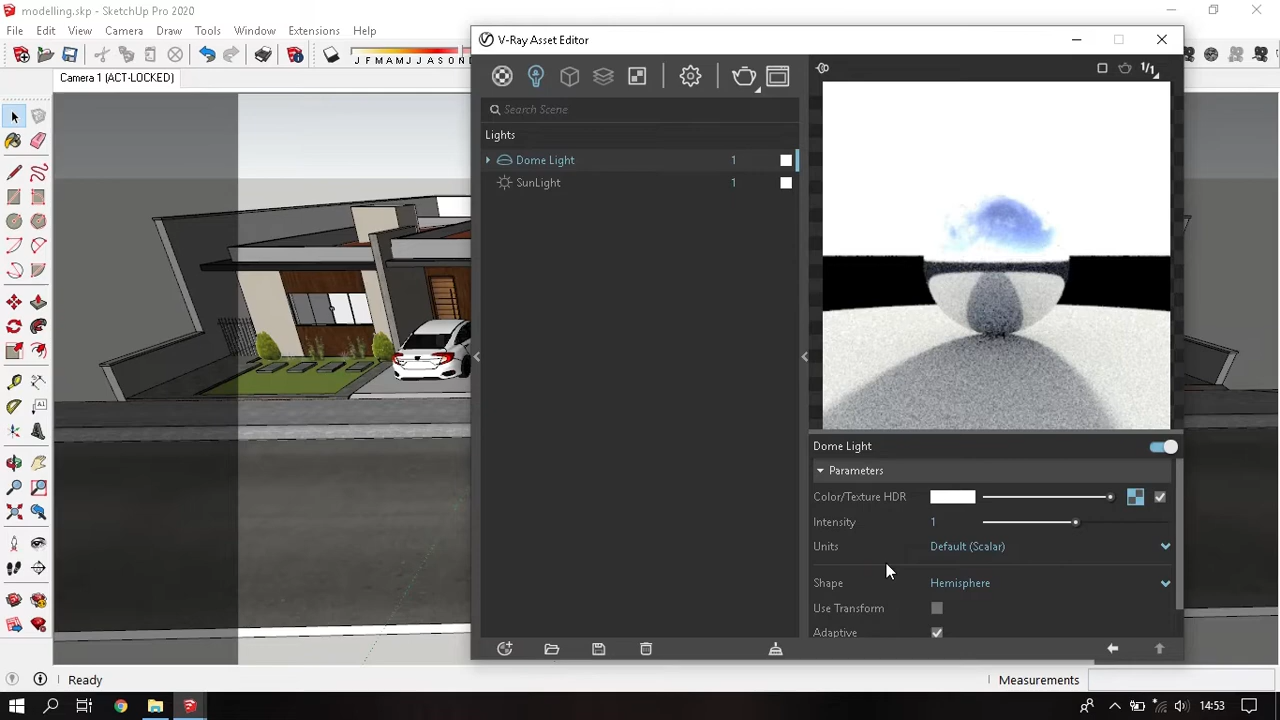 modelling.skp - SketchUp Pro 2020
File Edit View Camera Draw Tools Window Extensions Help
J F M A M J J A S O N D
Camera 1 (ACT-LOCKED)
V-Ray Asset Editor
Search Scene
1/1
Lights
Dome Light 1
SunLight 1
Dome Light
Parameters
Color/Texture HDR
Intensity 1
Units Default (Scalar)
Shape Hemisphere
Use Transform
Adaptive
Ready
Measurements
14:53